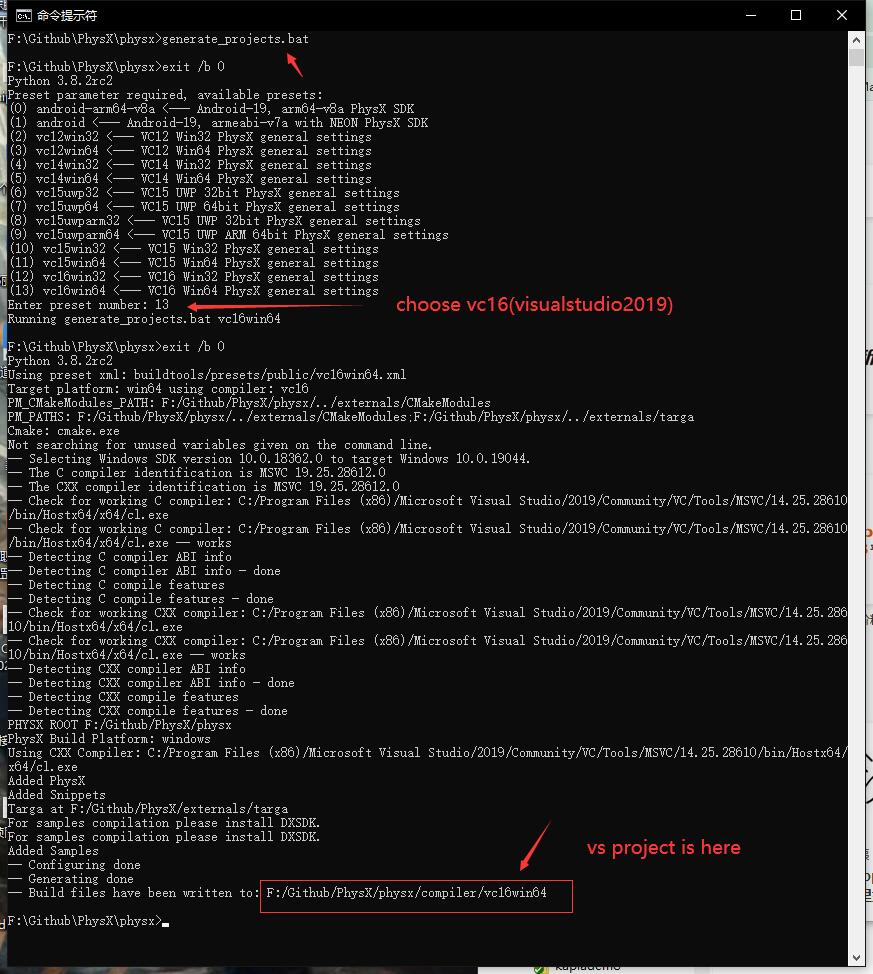 命令提示符
F:\Github\PhysX\physx>generate_projects.bat
F:\Github\PhysX\physx>exit /b 0
Python 3.8.2rc2
Preset parameter required, available presets:
(0) android-arm64-v8a <--- Android-19, arm64-v8a PhysX SDK
(1) android <--- Android-19, armeabi-v7a with NEON PhysX SDK
(2) vc12win32 <--- VC12 Win32 PhysX general settings
(3) vc12win64 <--- VC12 Win64 PhysX general settings
(4) vc14win32 <--- VC14 Win32 PhysX general settings
(5) vc14win64 <--- VC14 Win64 PhysX general settings
(6) vc15uwp32 <--- VC15 UWP 32bit PhysX general settings
(7) vc15uwp64 <--- VC15 UWP 64bit PhysX general settings
(8) vc15uwparm32 <--- VC15 UWP 32bit PhysX general settings
(9) vc15uwparm64 <--- VC15 UWP ARM 64bit PhysX general settings
(10) vc15win32 <--- VC15 Win32 PhysX general settings
(11) vc15win64 <--- VC15 Win64 PhysX general settings
(12) vc16win32 <--- VC16 Win32 PhysX general settings
(13) vc16win64 <--- VC16 Win64 PhysX general settings
Enter preset number: 13
choose vc16(visualstudio2019)
Running generate_projects.bat vc16win64
F:\Github\PhysX\physx>exit /b 0
Python 3.8.2rc2
Using preset xml: buildtools/presets/public/vc16win64.xml
Target platform: win64 using compiler: vc16
PM_CMakeModules_PATH: F:/Github/PhysX/physx/../externals/CMakeModules
PM_PATHS: F:/Github/PhysX/physx/../externals/CMakeModules;F:/Github/PhysX/physx/../externals/targa
Cmake: cmake.exe
Not searching for unused variables given on the command line.
-- Selecting Windows SDK version 10.0.18362.0 to target Windows 10.0.19044.
-- The C compiler identification is MSVC 19.25.28612.0
-- The CXX compiler identification is MSVC 19.25.28612.0
-- Check for working C compiler: C:/Program Files (x86)/Microsoft Visual Studio/2019/Community/VC/Tools/MSVC/14.25.28610
/bin/Hostx64/x64/cl.exe
-- Check for working C compiler: C:/Program Files (x86)/Microsoft Visual Studio/2019/Community/VC/Tools/MSVC/14.25.28610
/bin/Hostx64/x64/cl.exe -- works
-- Detecting C compiler ABI info
-- Detecting C compiler ABI info - done
-- Detecting C compile features
-- Detecting C compile features - done
-- Check for working CXX compiler: C:/Program Files (x86)/Microsoft Visual Studio/2019/Community/VC/Tools/MSVC/14.25.286
10/bin/Hostx64/x64/cl.exe
-- Check for working CXX compiler: C:/Program Files (x86)/Microsoft Visual Studio/2019/Community/VC/Tools/MSVC/14.25.286
10/bin/Hostx64/x64/cl.exe -- works
-- Detecting CXX compiler ABI info
-- Detecting CXX compiler ABI info - done
-- Detecting CXX compile features
-- Detecting CXX compile features - done
PHYSX ROOT F:/Github/PhysX/physx
PhysX Build Platform: windows
Using CXX Compiler: C:/Program Files (x86)/Microsoft Visual Studio/2019/Community/VC/Tools/MSVC/14.25.28610/bin/Hostx64/
x64/cl.exe
Added PhysX
Added Snippets
Targa at F:/Github/PhysX/externals/targa
For samples compilation please install DXSDK.
For samples compilation please install DXSDK.
Added Samples
vs project is here
-- Configuring done
-- Generating done
-- Build files have been written to: F:/Github/PhysX/physx/compiler/vc16win64
F:\Github\PhysX\physx>